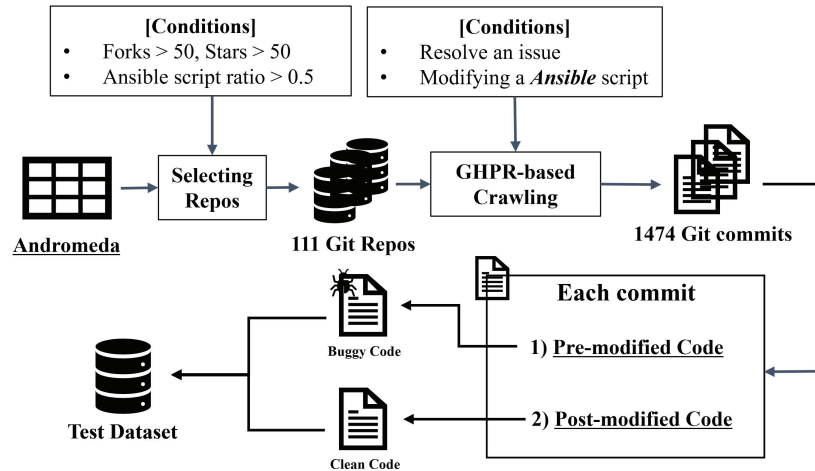 [Conditions]
• Forks > 50, Stars > 50
• Ansible script ratio > 0.5
[Conditions]
• Resolve an issue
• Modifying a Ansible script
Andromeda
Selecting
Repos
111 Git Repos
GHPR-based
Crawling
1474 Git commits
Each commit
1) Pre-modified Code
2) Post-modified Code
Buggy Code
Clean Code
Test Dataset